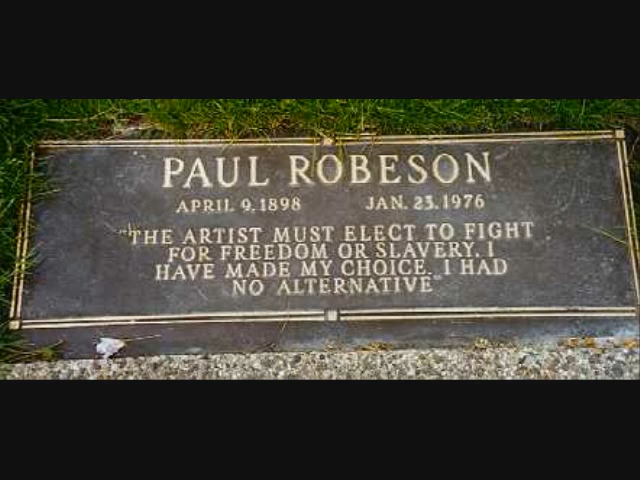 PAUL ROBESON
APRIL 9, 1898 JAN. 23, 1976
"THE ARTIST MUST ELECT TO FIGHT
FOR FREEDOM OR SLAVERY. I
HAVE MADE MY CHOICE. I HAD
NO ALTERNATIVE"